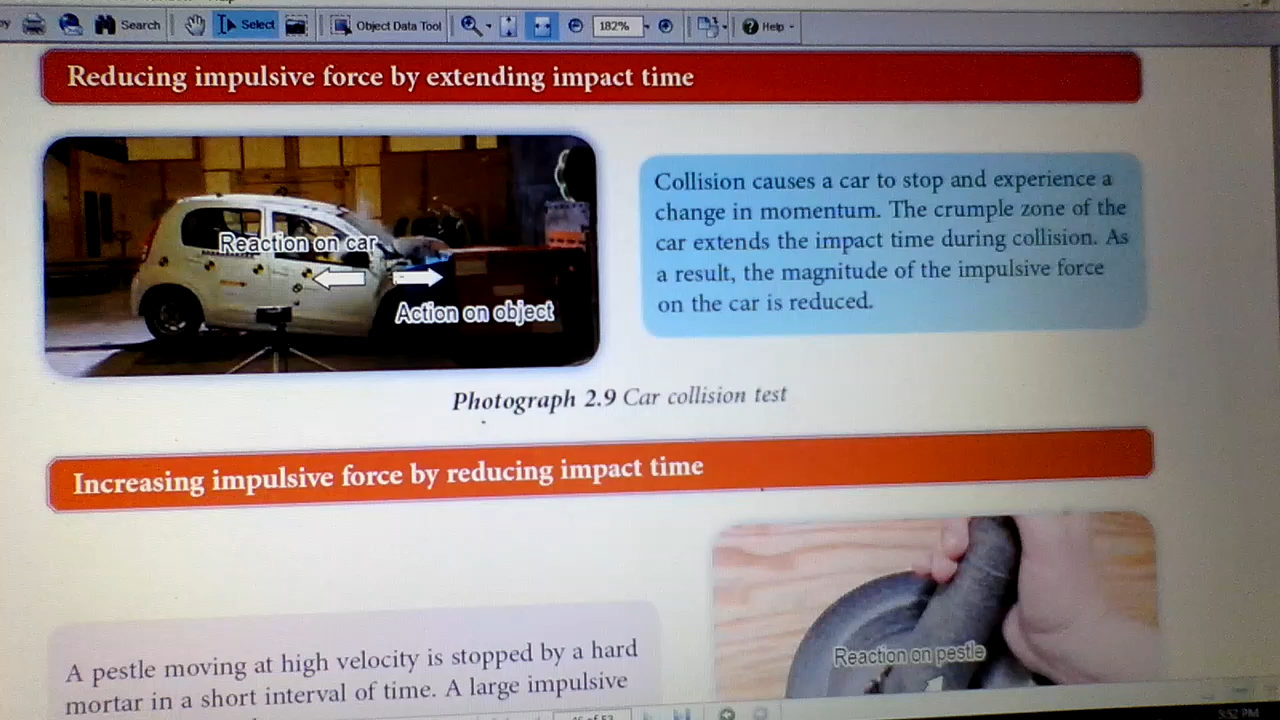 Search
Select
Object Data Tool
182%
Help
Reducing impulsive force by extending impact time
Reaction on car
Action on object
Collision causes a car to stop and experience a
change in momentum. The crumple zone of the
car extends the impact time during collision. As
a result, the magnitude of the impulsive force
on the car is reduced.
Photograph 2.9 Car collision test
Increasing impulsive force by reducing impact time
Reaction on pestle
A pestle moving at high velocity is stopped by a hard
mortar in a short interval of time. A large impulsive
5:52 PM